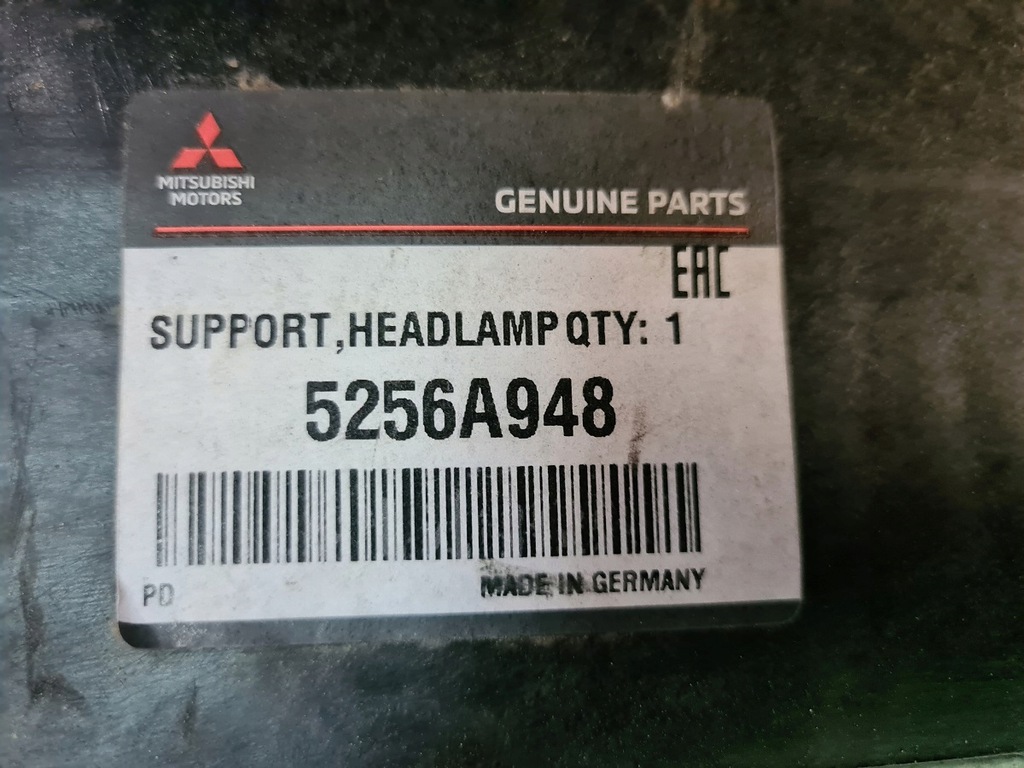 MITSUBISHI
MOTORS
GENUINE PARTS
EAC
SUPPORT,HEADLAMP QTY: 1
5256A948
PD
MADE IN GERMANY